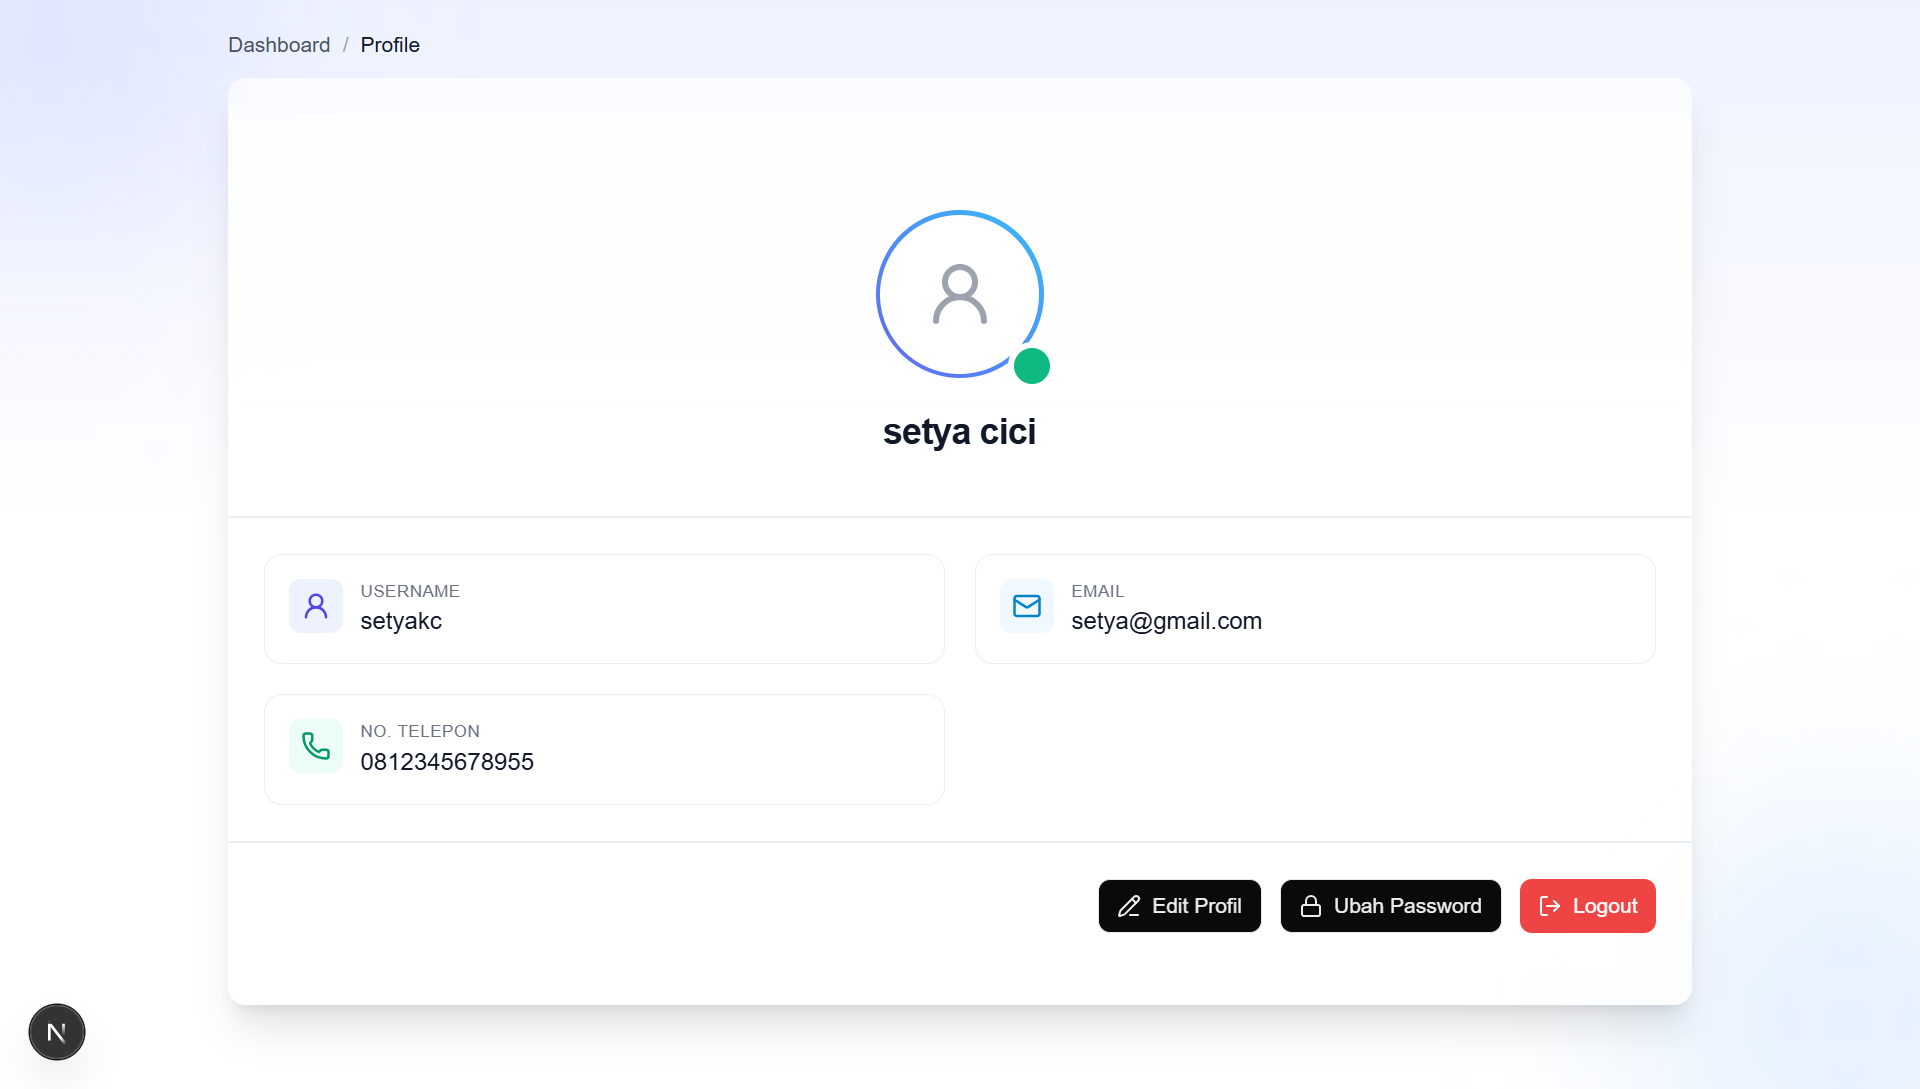 Dashboard / Profile
setya cici
USERNAME
setyakc
EMAIL
setya@gmail.com
NO. TELEPON
0812345678955
Edit Profil
Ubah Password
Logout
N